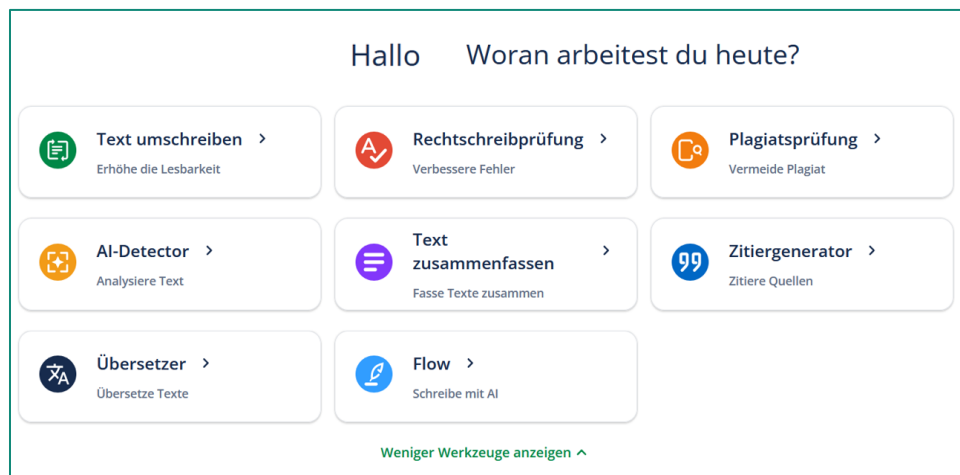 Hallo Woran arbeitest du heute?
Text umschreiben
Erhöhe die Lesbarkeit
Rechtschreibprüfung
Verbessere Fehler
Plagiatsprüfung
Vermeide Plagiat
AI-Detector
Analysiere Text
Text
zusammenfassen
Fasse Texte zusammen
Zitiergenerator
Zitiere Quellen
Übersetzer
Übersetze Texte
Flow
Schreibe mit AI
Weniger Werkzeuge anzeigen